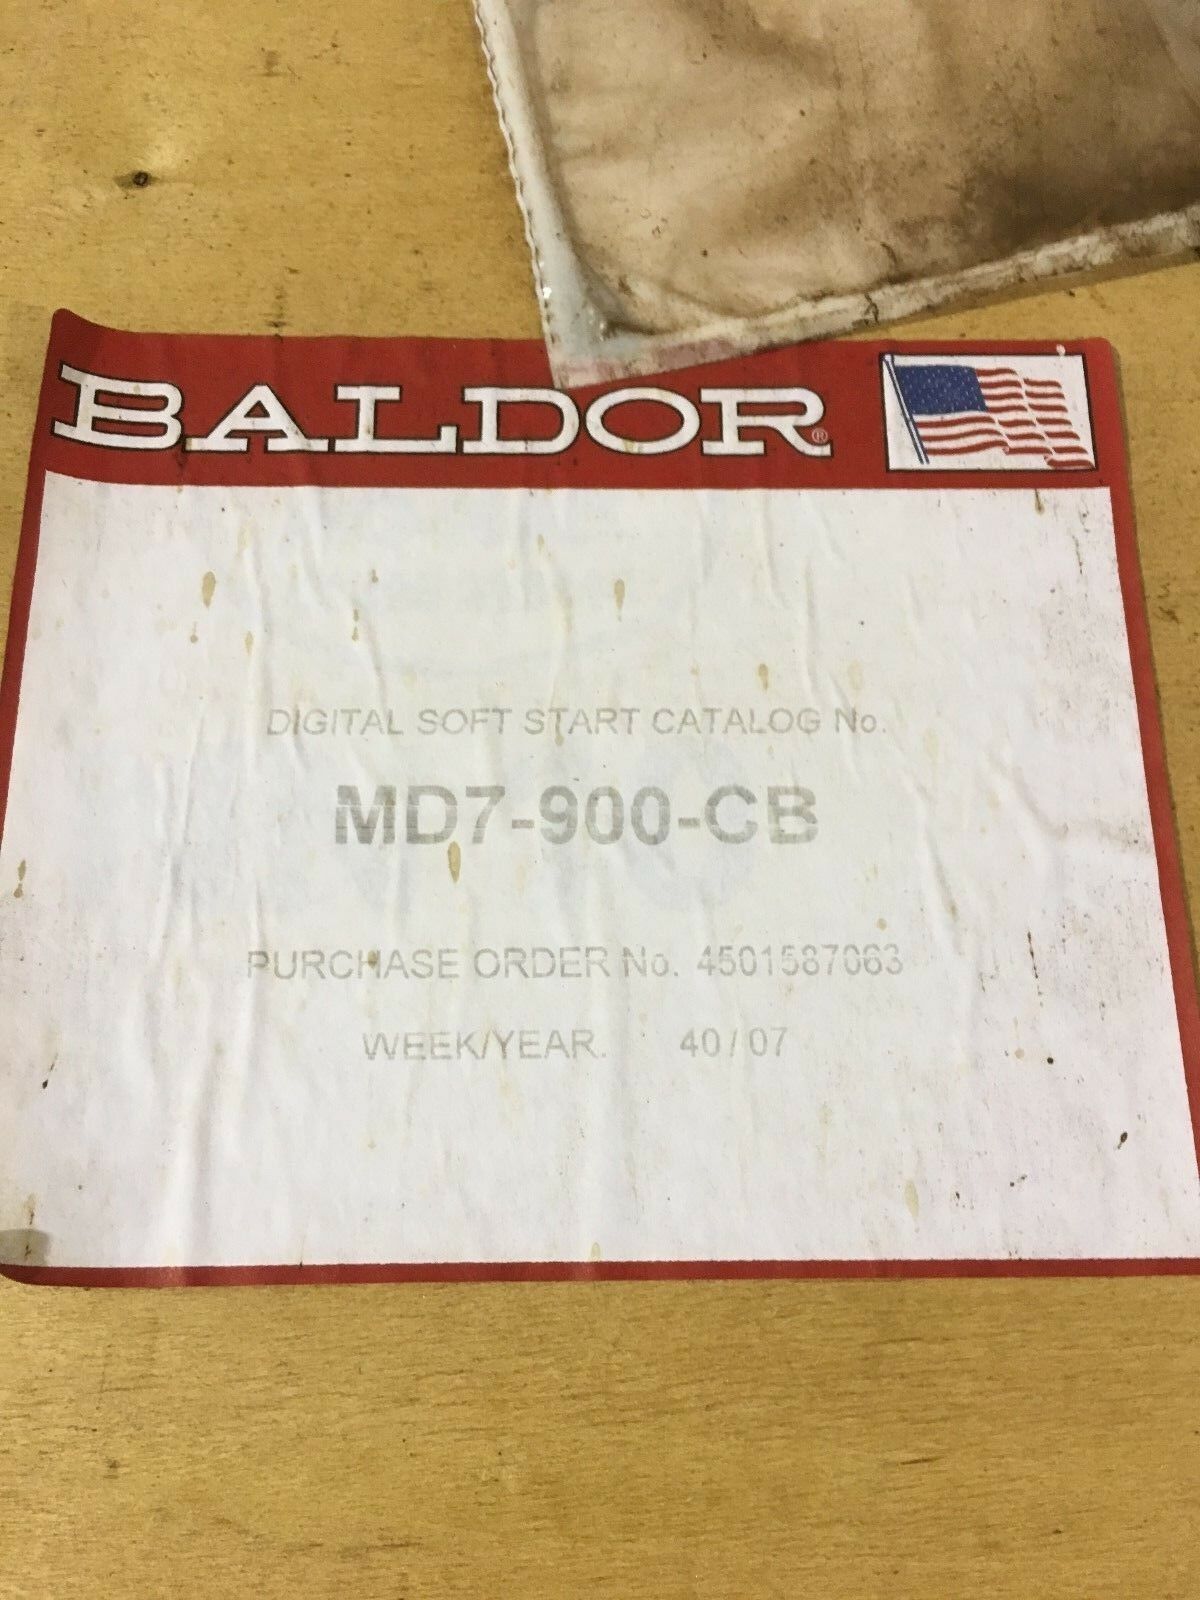 BALDOR®
DIGITAL SOFT START CATALOG No.
MD7-900-CB
PURCHASE ORDER No. 4501587063
WEEK/YEAR. 40/07